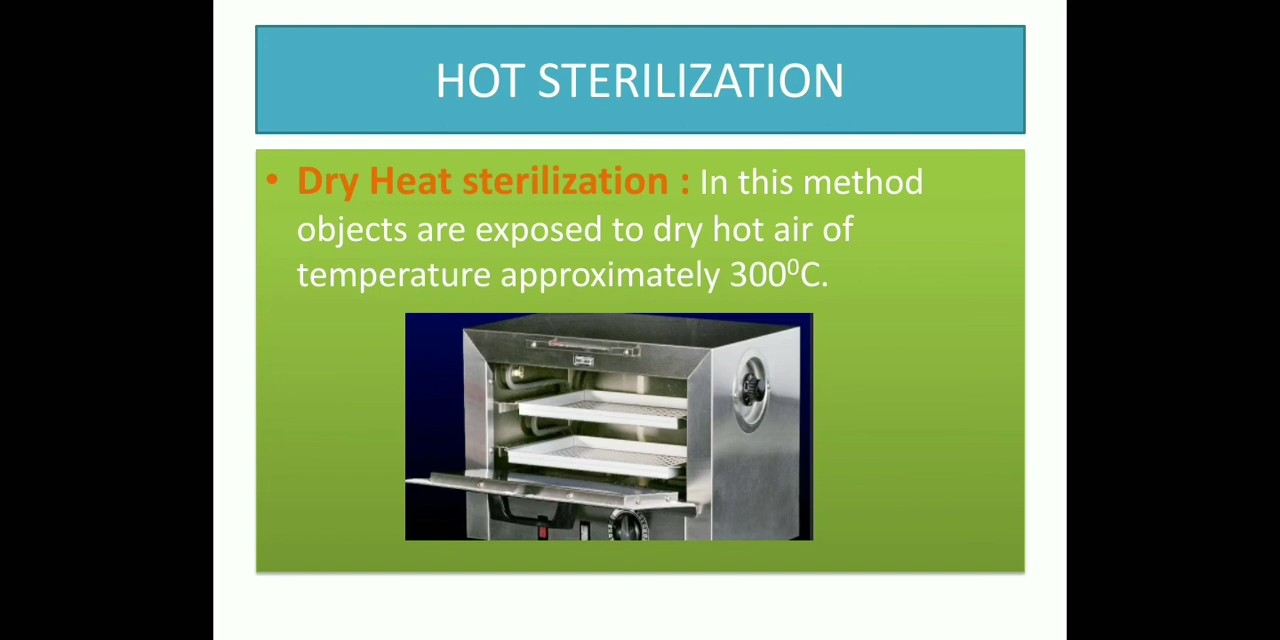 HOT STERILIZATION
• Dry Heat sterilization : In this method
objects are exposed to dry hot air of
temperature approximately 300⁰C.